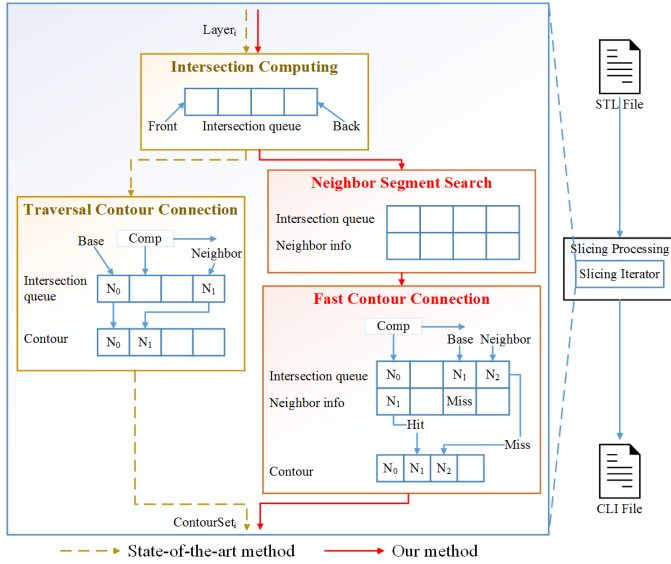 Layerᵢ
Intersection Computing
Front
Intersection queue
Back
Traversal Contour Connection
Base
Comp
Neighbor
Intersection
queue
N₀
N₁
Contour
N₀
N₁
Neighbor Segment Search
Intersection queue
Neighbor info
Fast Contour Connection
Comp
Base
Neighbor
Intersection queue
N₀
N₁
N₂
Neighbor info
N₁
Miss
Hit
Miss
Contour
N₀
N₁
N₂
ContourSetᵢ
STL File
Slicing Processing
Slicing Iterator
CLI File
State-of-the-art method
Our method